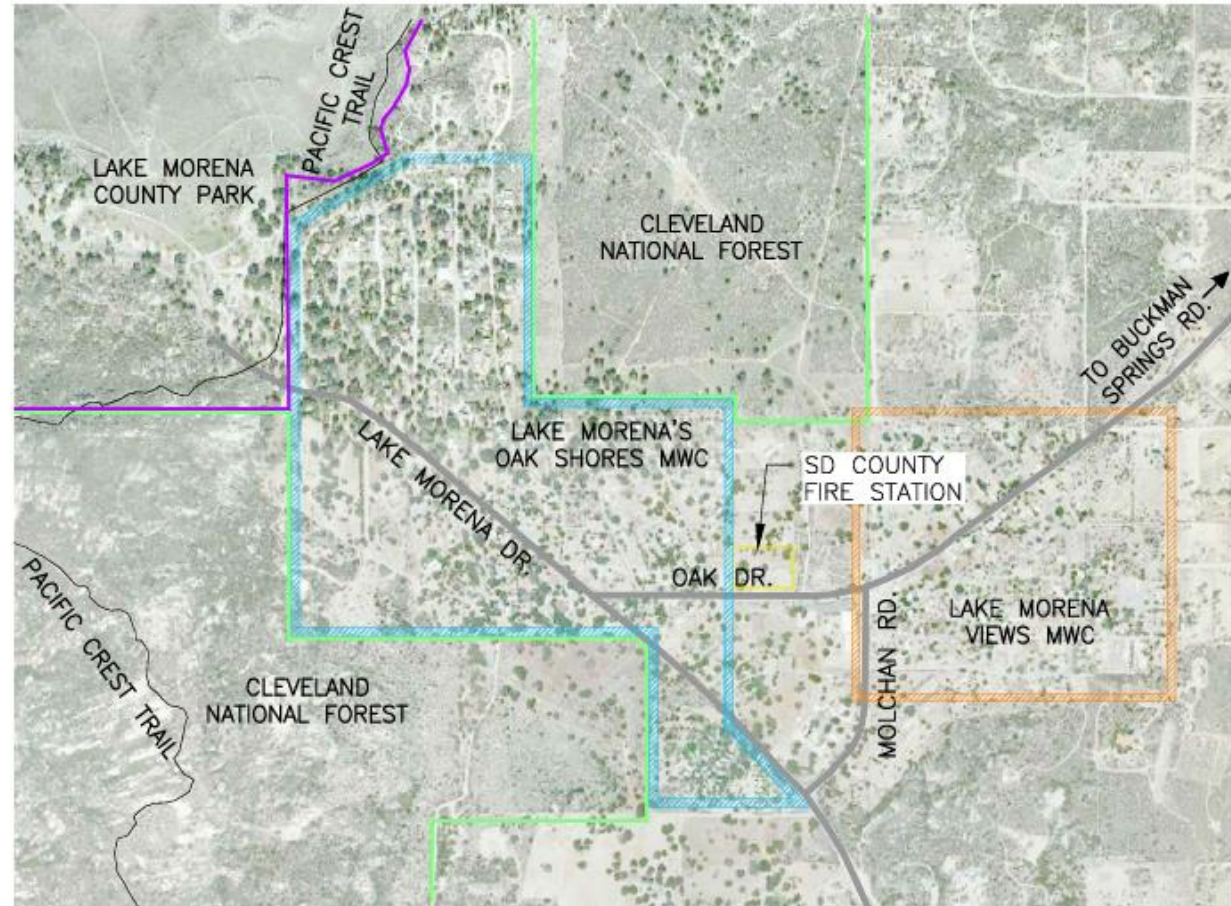 PACIFIC CREST
TRAIL
LAKE MORENA
COUNTY PARK
CLEVELAND
NATIONAL FOREST
TO BUCKMAN
SPRINGS RD.
LAKE MORENA DR.
LAKE MORENA'S
OAK SHORES MWC
SD COUNTY
FIRE STATION
OAK DR.
MOLCHAN RD.
LAKE MORENA
VIEWS MWC
PACIFIC CREST TRAIL
CLEVELAND
NATIONAL FOREST